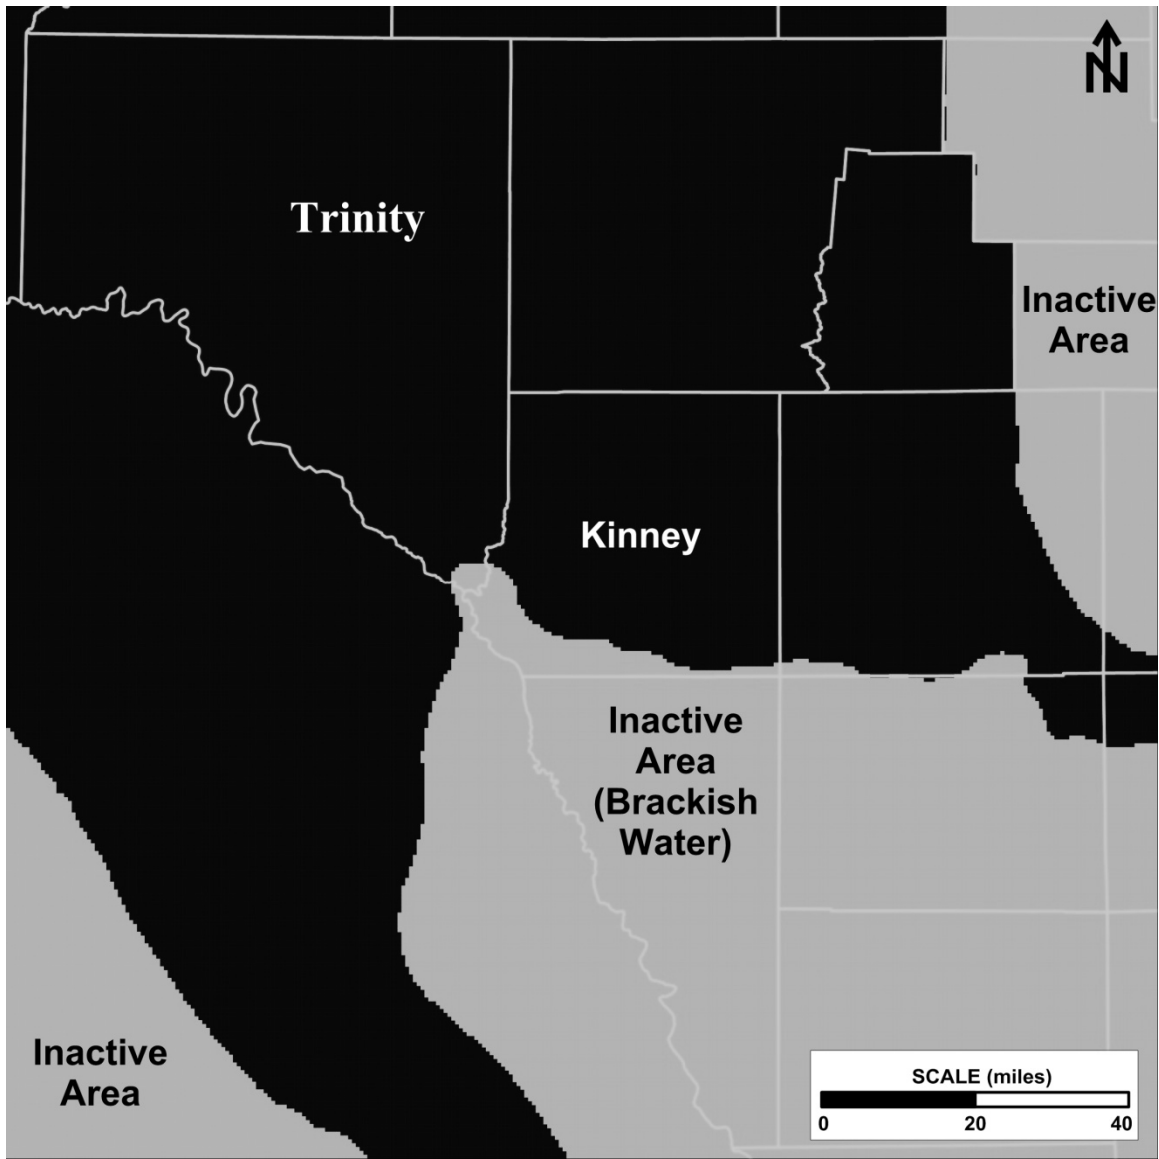 N
Trinity
Inactive
Area
Kinney
Inactive
Area
(Brackish
Water)
Inactive
Area
SCALE (miles)
0 20 40